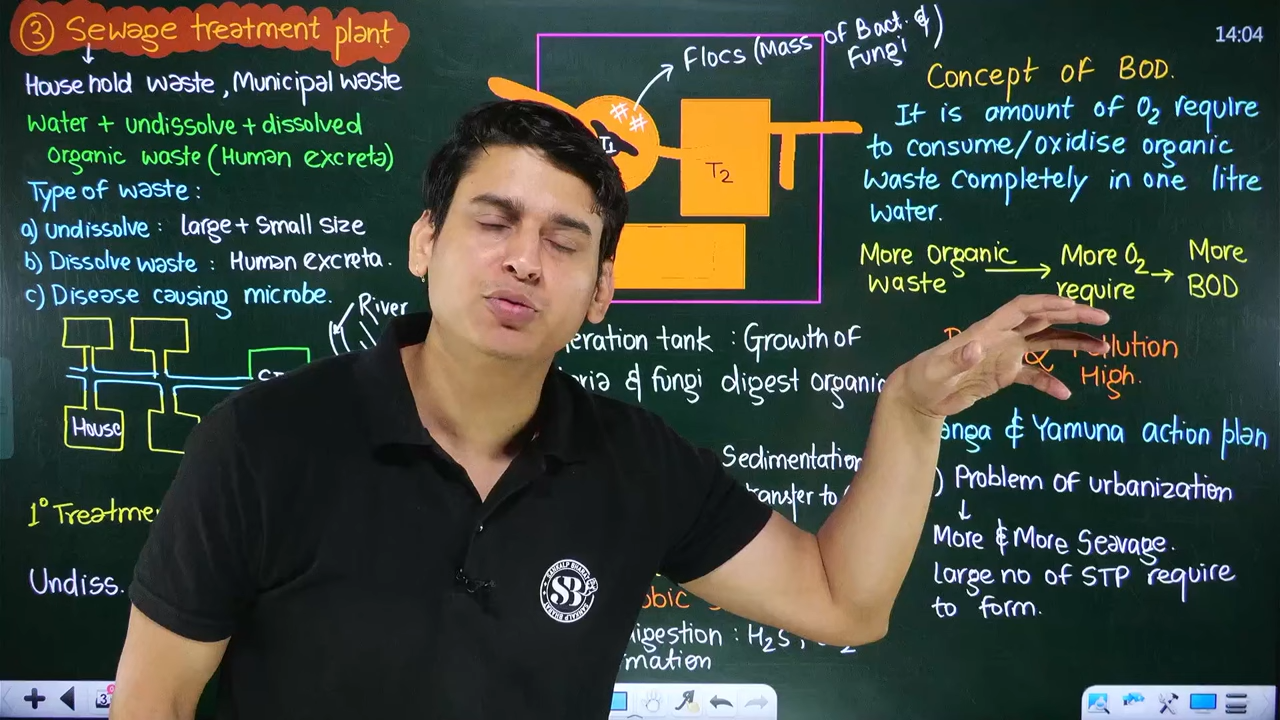 ③ Sewage treatment plant
House hold waste, Municipal waste
Water + undissolve + dissolved
organic waste (Human excreta)
Type of waste:
a) undissolve: large + Small size
b) Dissolve waste: Human excreta.
c) Disease causing microbe.
River
House
1° Treatme
Undiss.
Flocs (Mass of Bact. &
Fungi)
T₁
T₂
eration tank : Growth of
ria & fungi digest organic
Sedimentation
transfer to
obic
igestion : H₂S,
mation
14:04
Concept of BOD.
It is amount of O₂ require
to consume/oxidise organic
Waste completely in one litre
Water.
More organic → More O₂ → More
waste require BOD
& Pollution
High.
anga & Yamuna action plan
) Problem of urbanization
↓
More & More Seavage.
large no of STP require
to form.
SANKALP BHARAT
SB